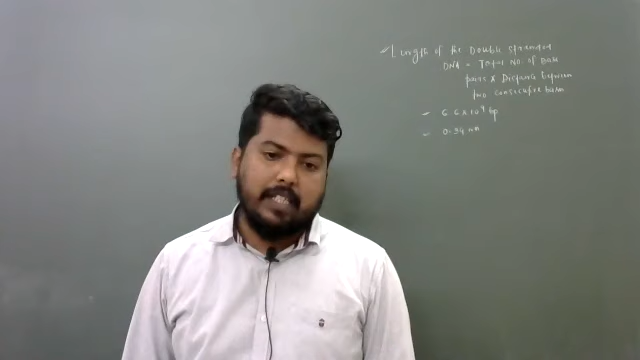 Length of the Double stranded
DNA = Total No. of Base
pairs x Distance between
two consecutive bases
- 6.6 x 10⁹ bp
- 0.34 nm